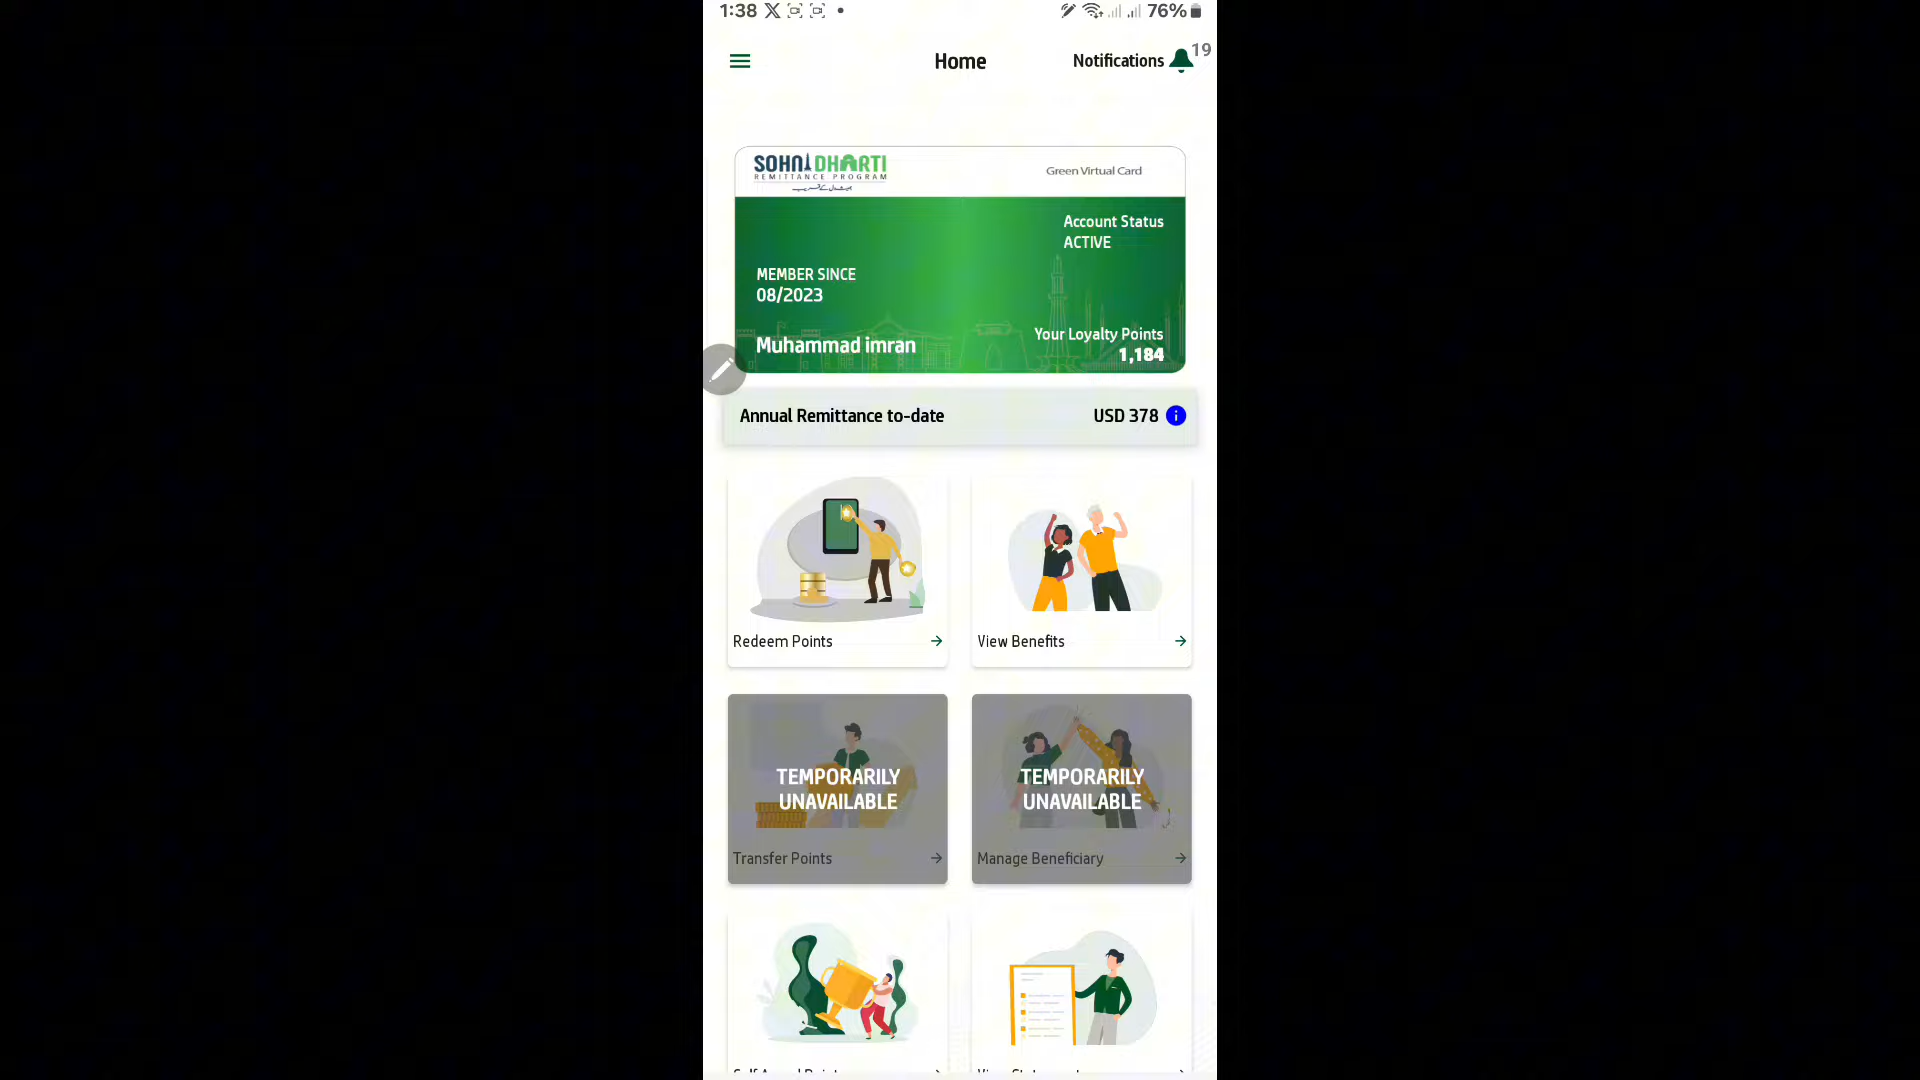 1:38
76%
Home
Notifications
19
SOHNI DHARTI
REMITTANCE PROGRAM
Green Virtual Card
Account Status
ACTIVE
MEMBER SINCE
08/2023
Your Loyalty Points
Muhammad imran
1,184
Annual Remittance to-date
USD 378
Redeem Points
View Benefits
TEMPORARILY
UNAVAILABLE
TEMPORARILY
UNAVAILABLE
Transfer Points
Manage Beneficiary